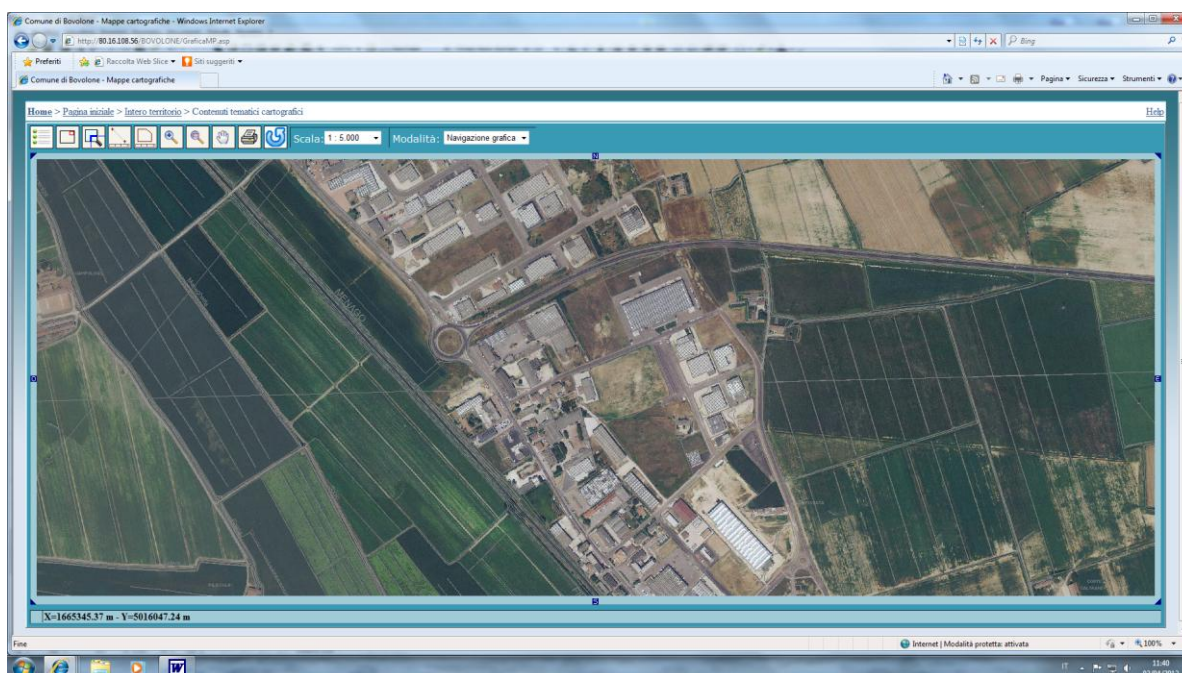 Comune di Bovolone - Mappe cartografiche - Windows Internet Explorer
http://80.16.108.56/BOVOLONE/GraficaMP.asp
Bing
Preferiti Raccolta Web Slice Siti suggeriti
Comune di Bovolone - Mappe cartografiche
Pagina Sicurezza Strumenti
Home > Pagina iniziale > Intero territorio > Contenuti tematici cartografici Help
Scala: 1 : 5.000 Modalità: Navigazione grafica
N
MENAGO
O
E
S
X=1665345.37 m - Y=5016047.24 m
Fine
Internet | Modalità protetta: attivata
100%
IT
11:40